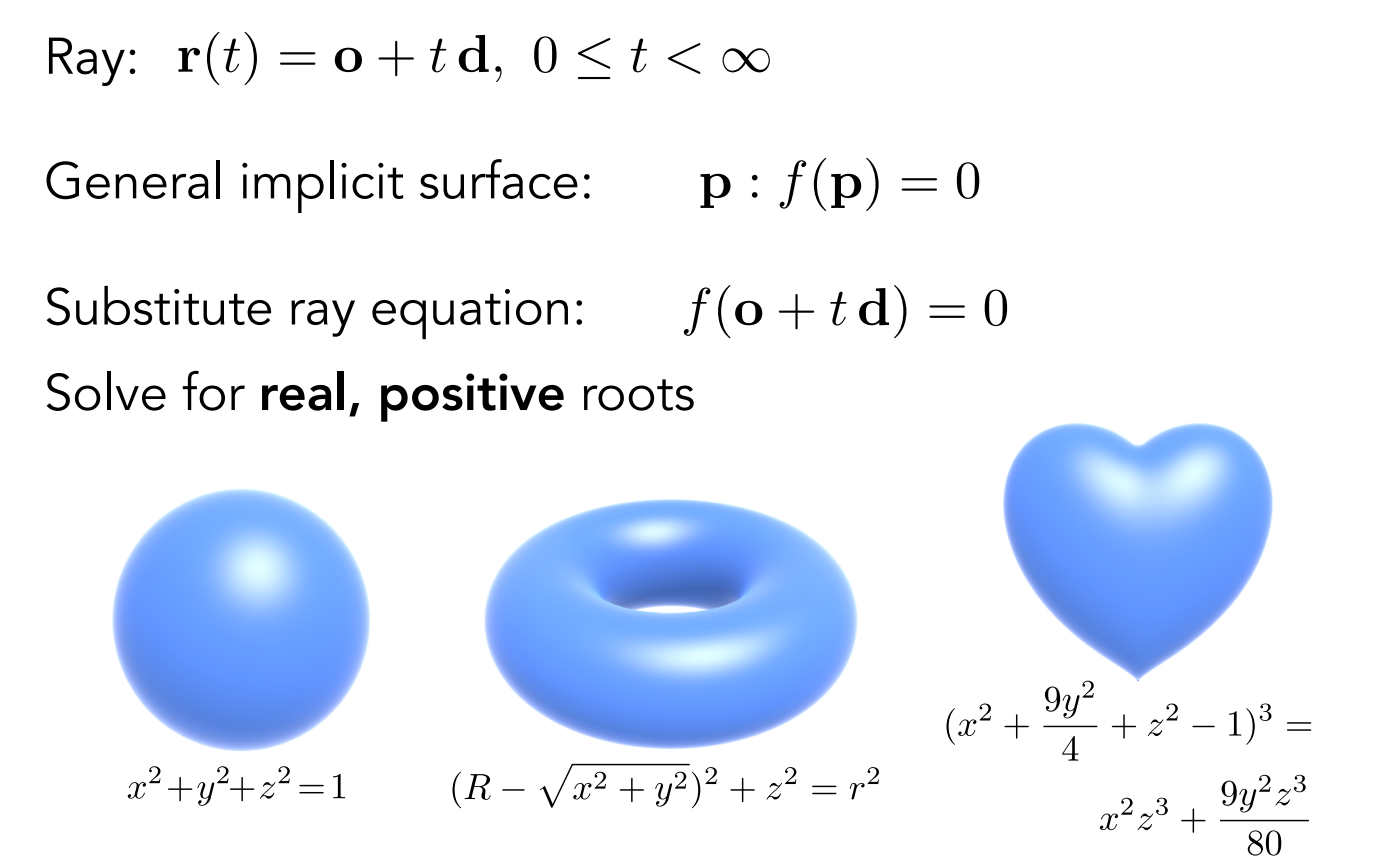 Ray: r(t) = o + t d, 0 ≤ t < ∞
General implicit surface: p : f(p) = 0
Substitute ray equation: f(o + t d) = 0
Solve for real, positive roots
x² + y² + z² = 1
(R − √(x² + y²))² + z² = r²
(x² + 9y²/4 + z² − 1)³ =
x²z³ + 9y²z³/80